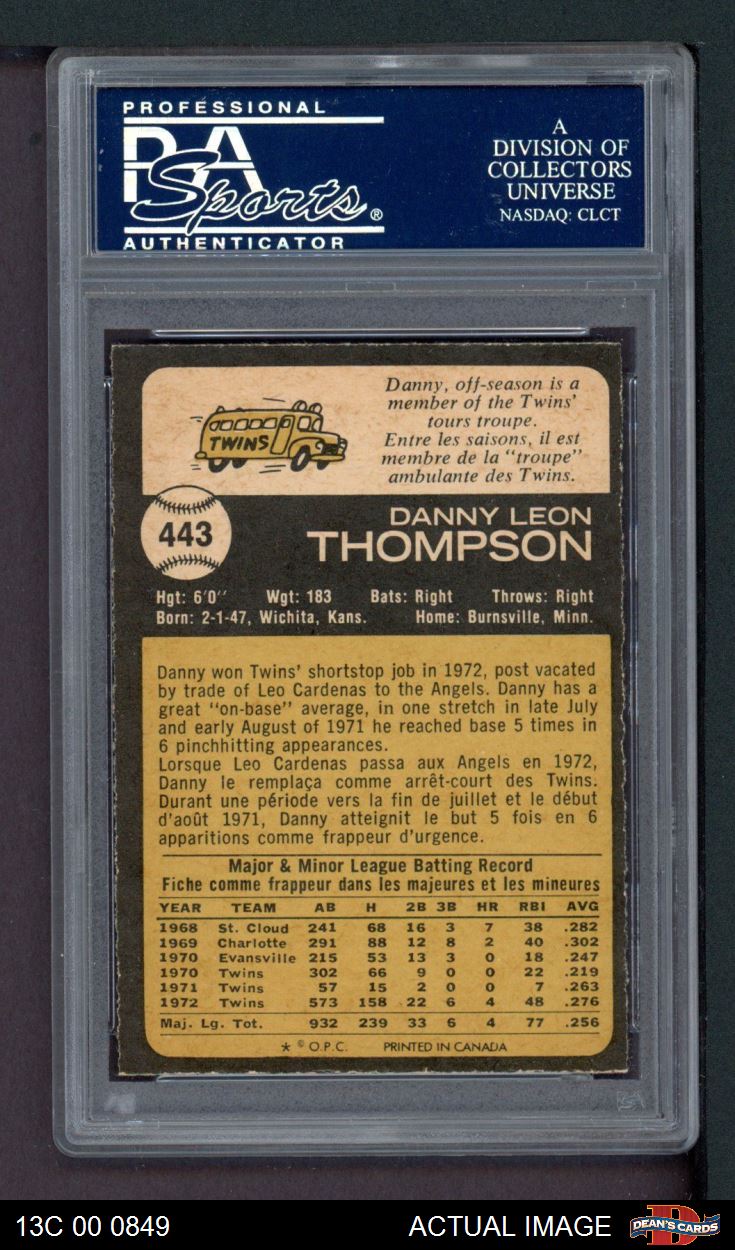 PROFESSIONAL
PSA
Sports®
AUTHENTICATOR
A
DIVISION OF
COLLECTORS
UNIVERSE
NASDAQ: CLCT
TWINS
Danny, off-season is a
member of the Twins'
tours troupe.
Entre les saisons, il est
membre de la "troupe"
ambulante des Twins.
443
DANNY LEON
THOMPSON
Hgt: 6'0'' Wgt: 183 Bats: Right Throws: Right
Born: 2-1-47, Wichita, Kans. Home: Burnsville, Minn.
Danny won Twins' shortstop job in 1972, post vacated
by trade of Leo Cardenas to the Angels. Danny has a
great "on-base" average, in one stretch in late July
and early August of 1971 he reached base 5 times in
6 pinchhitting appearances.
Lorsque Leo Cardenas passa aux Angels en 1972,
Danny le remplaça comme arrêt-court des Twins.
Durant une période vers la fin de juillet et le début
d'août 1971, Danny atteignit le but 5 fois en 6
apparitions comme frappeur d'urgence.
Major & Minor League Batting Record
Fiche comme frappeur dans les majeures et les mineures
YEAR TEAM AB H 2B 3B HR RBI AVG
1968 St. Cloud 241 68 16 3 7 38 .282
1969 Charlotte 291 88 12 8 2 40 .302
1970 Evansville 215 53 13 3 0 18 .247
1970 Twins 302 66 9 0 0 22 .219
1971 Twins 57 15 2 0 0 7 .263
1972 Twins 573 158 22 6 4 48 .276
Maj. Lg. Tot. 932 239 33 6 4 77 .256
* © O.P.C. PRINTED IN CANADA
13C 00 0849 ACTUAL IMAGE DEAN'S CARDS